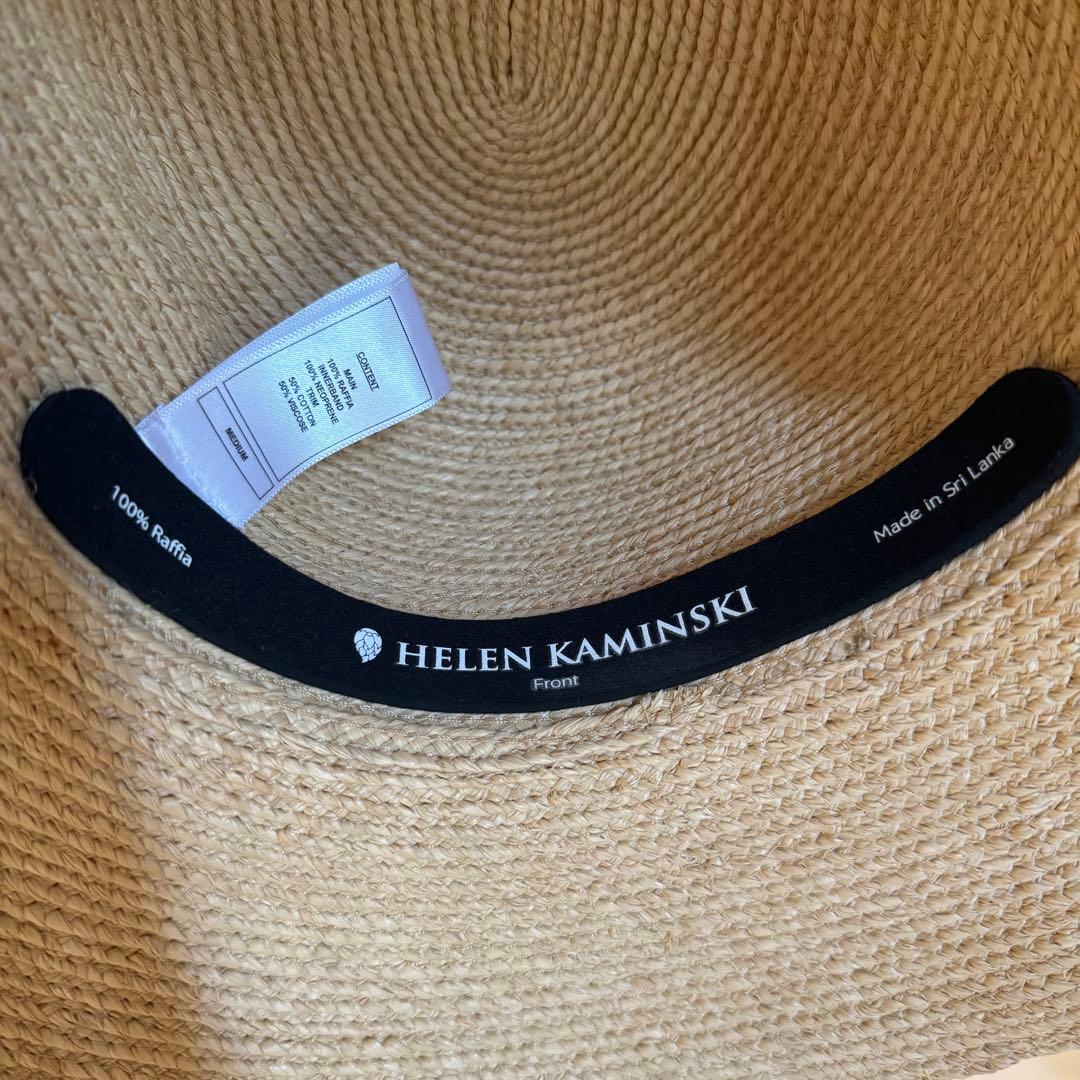 CONTENT
MAIN
100% RAFFIA
INNERBAND
100% NEOPRENE
TRIM
50% COTTON
50% VISCOSE
MEDIUM
100% Raffia
HELEN KAMINSKI
Front
Made in Sri Lanka